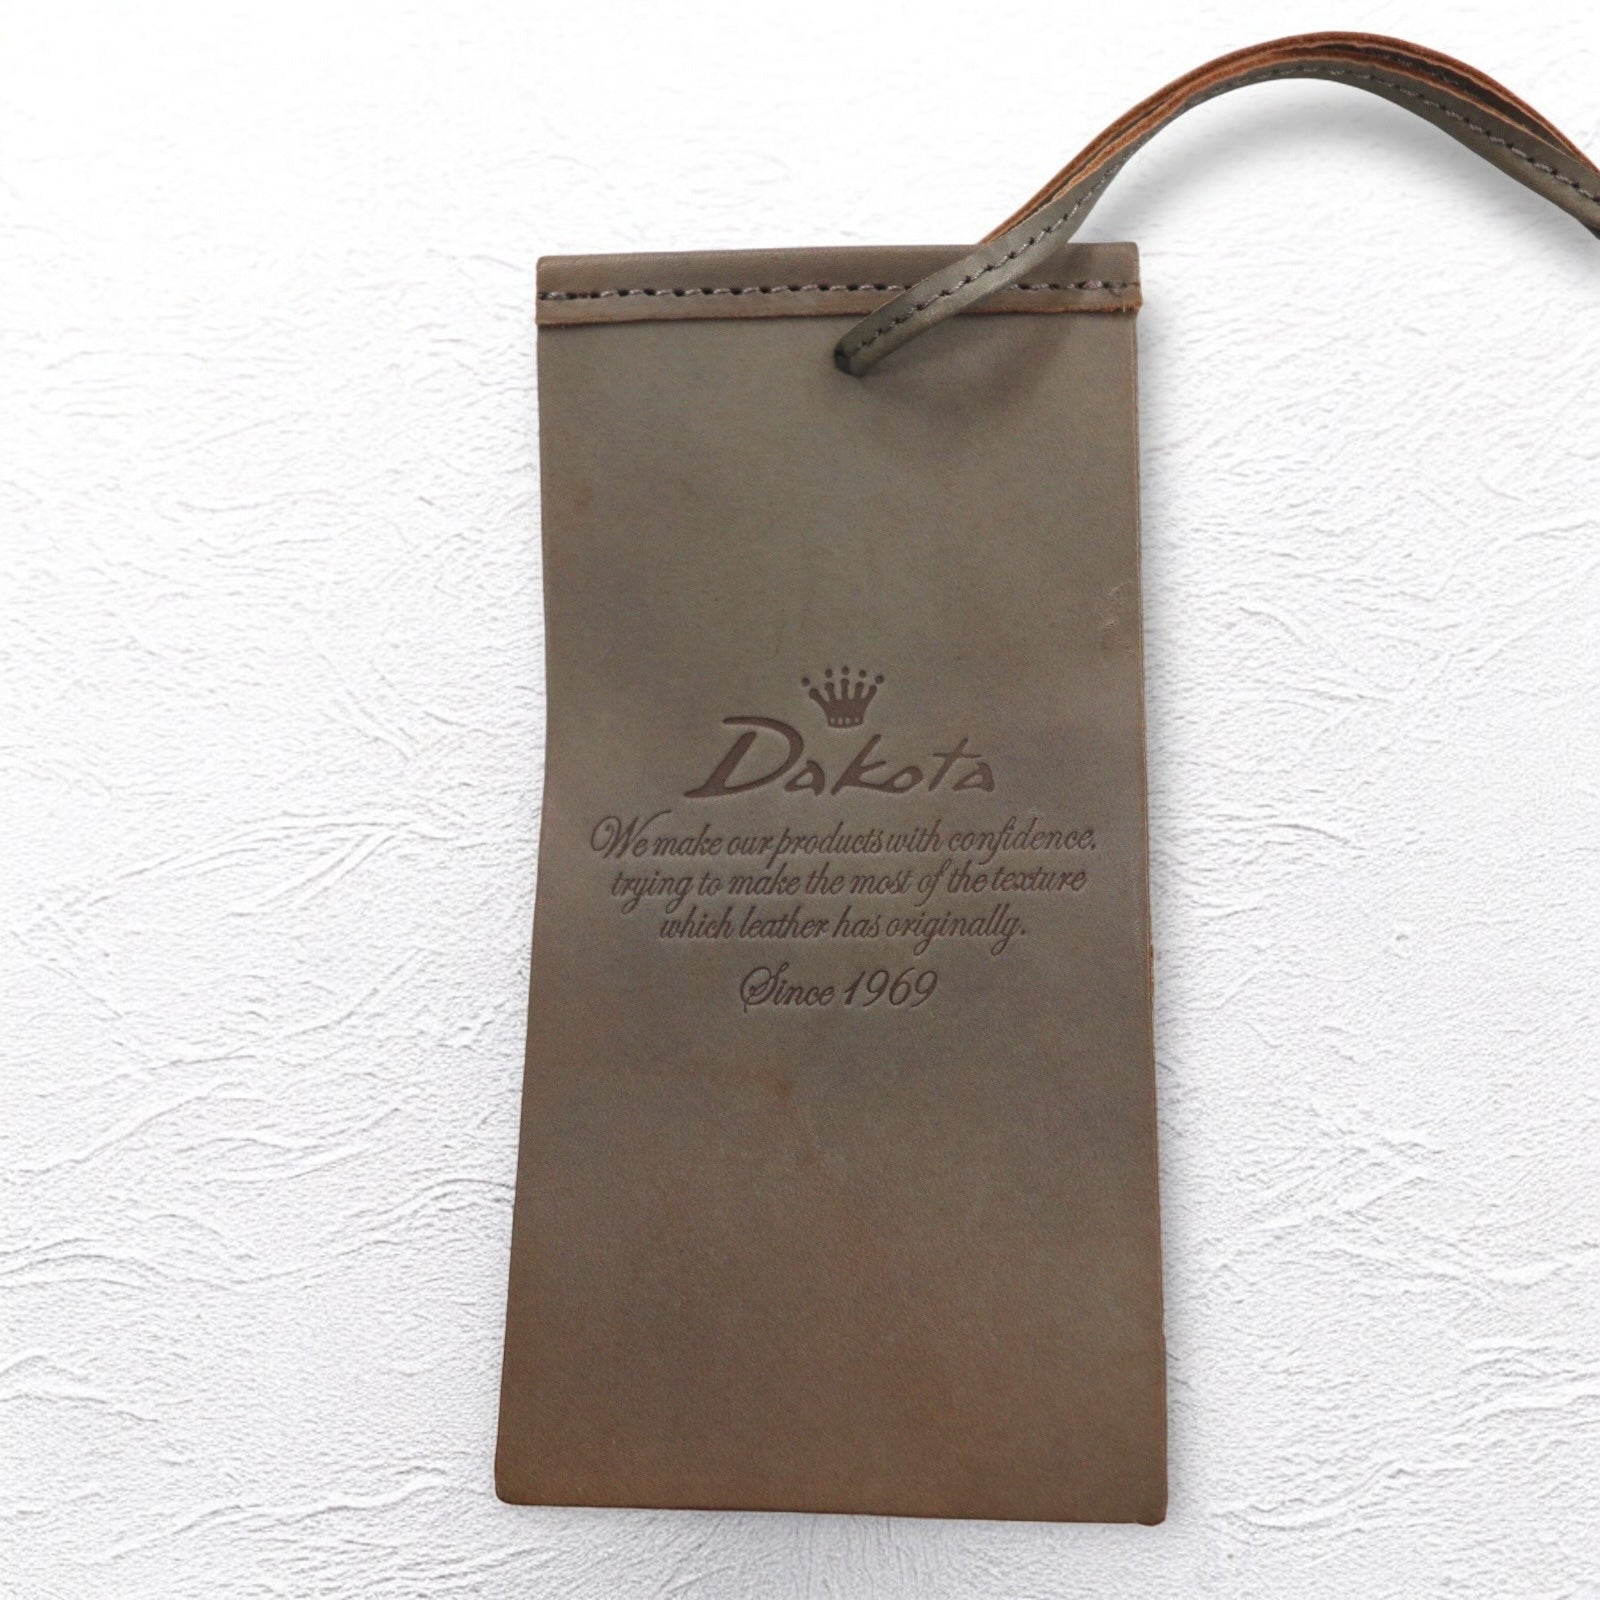 Dakota
We make our products with confidence,
trying to make the most of the texture
which leather has originally.
Since 1969